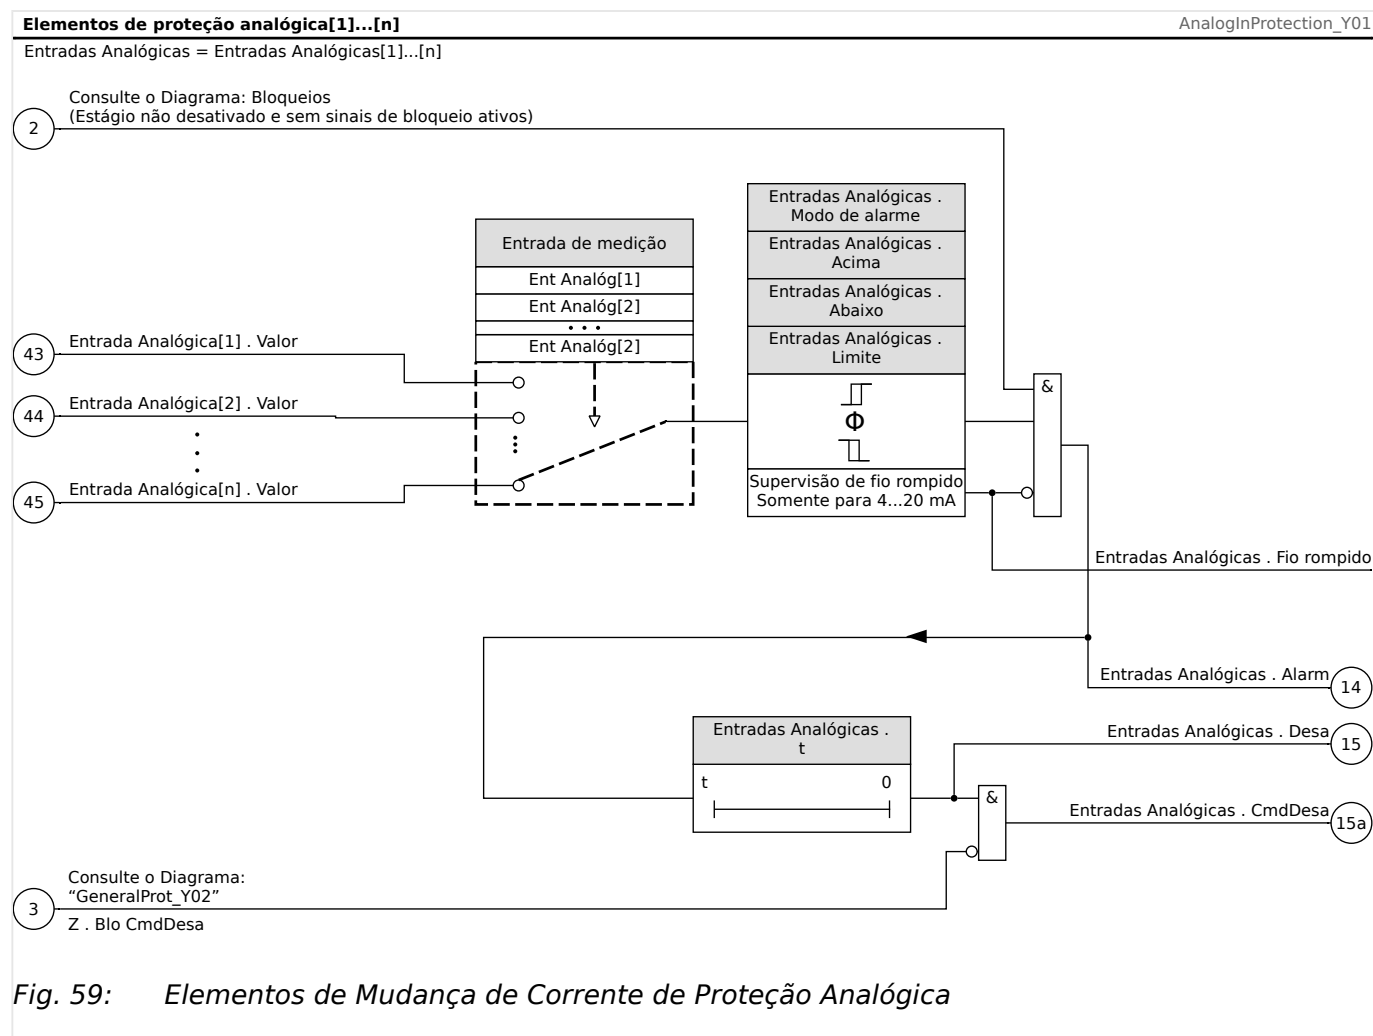 Elementos de proteção analógica[1]...[n]
AnalogInProtection_Y01
Entradas Analógicas = Entradas Analógicas[1]...[n]
Consulte o Diagrama: Bloqueios
(Estágio não desativado e sem sinais de bloqueio ativos)
2
Entradas Analógicas .
Modo de alarme
Entradas Analógicas .
Acima
Entradas Analógicas .
Abaixo
Entradas Analógicas .
Limite
Φ
Supervisão de fio rompido
Somente para 4...20 mA
Entrada de medição
Ent Analóg[1]
Ent Analóg[2]
...
Ent Analóg[2]
43
Entrada Analógica[1] . Valor
44
Entrada Analógica[2] . Valor
45
Entrada Analógica[n] . Valor
&
Entradas Analógicas . Fio rompido
Entradas Analógicas . Alarm
14
Entradas Analógicas .
t
t 0
Entradas Analógicas . Desa
15
&
Entradas Analógicas . CmdDesa
15a
Consulte o Diagrama:
“GeneralProt_Y02”
3
Z . Blo CmdDesa
Fig. 59: Elementos de Mudança de Corrente de Proteção Analógica